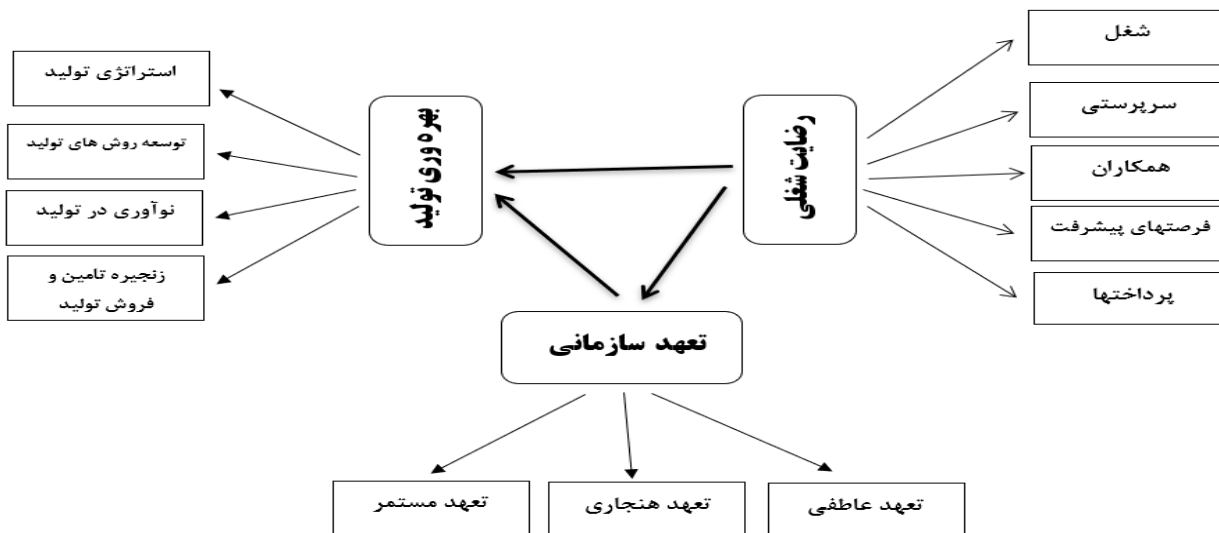 شغل
سرپرستی
همکاران
فرصتهای پیشرفت
پرداختها
رضایت شغلی
بهره وری تولید
استراتژی تولید
توسعه روش های تولید
نوآوری در تولید
زنجیره تامین و
فروش تولید
تعهد سازمانی
تعهد عاطفی
تعهد هنجاری
تعهد مستمر